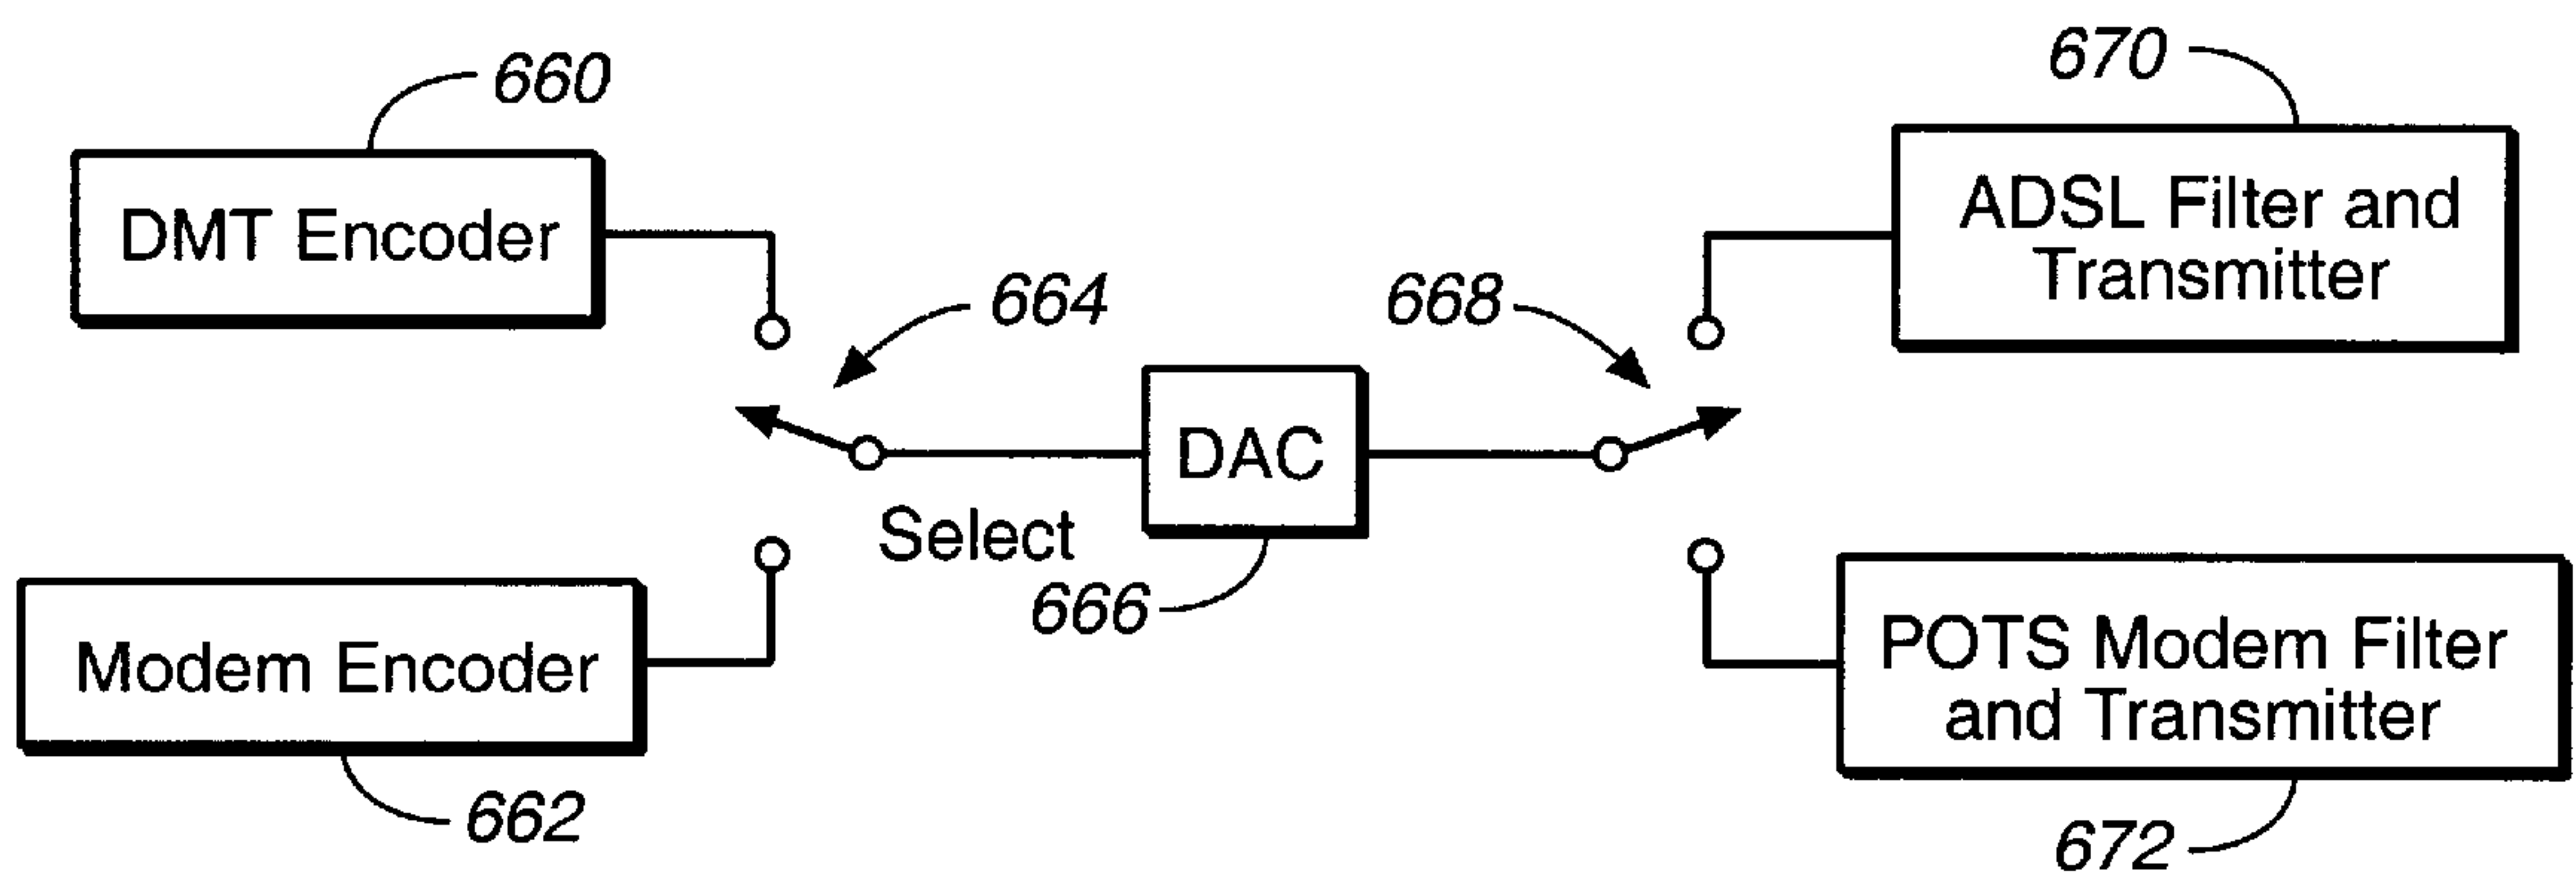 660
670
DMT Encoder
ADSL Filter and
Transmitter
664
668
DAC
Select
666
Modem Encoder
POTS Modem Filter
and Transmitter
662
672